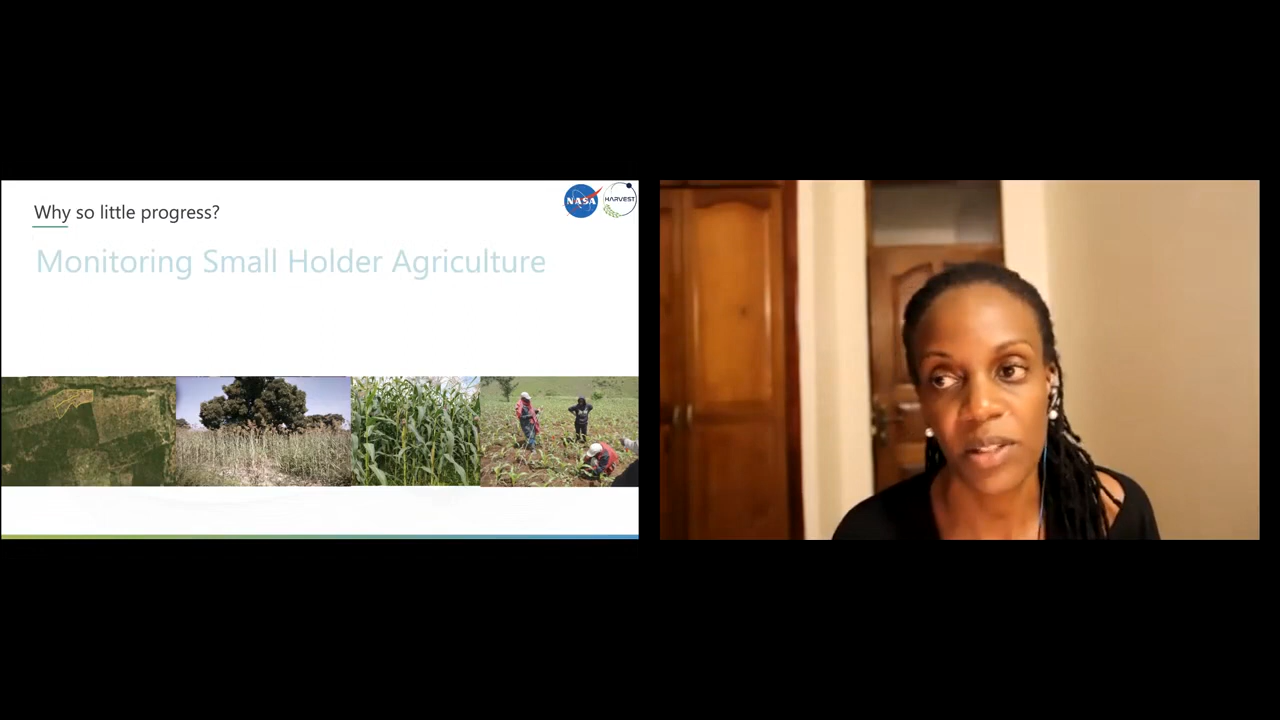 Why so little progress?
NASA
HARVEST
Monitoring Small Holder Agriculture